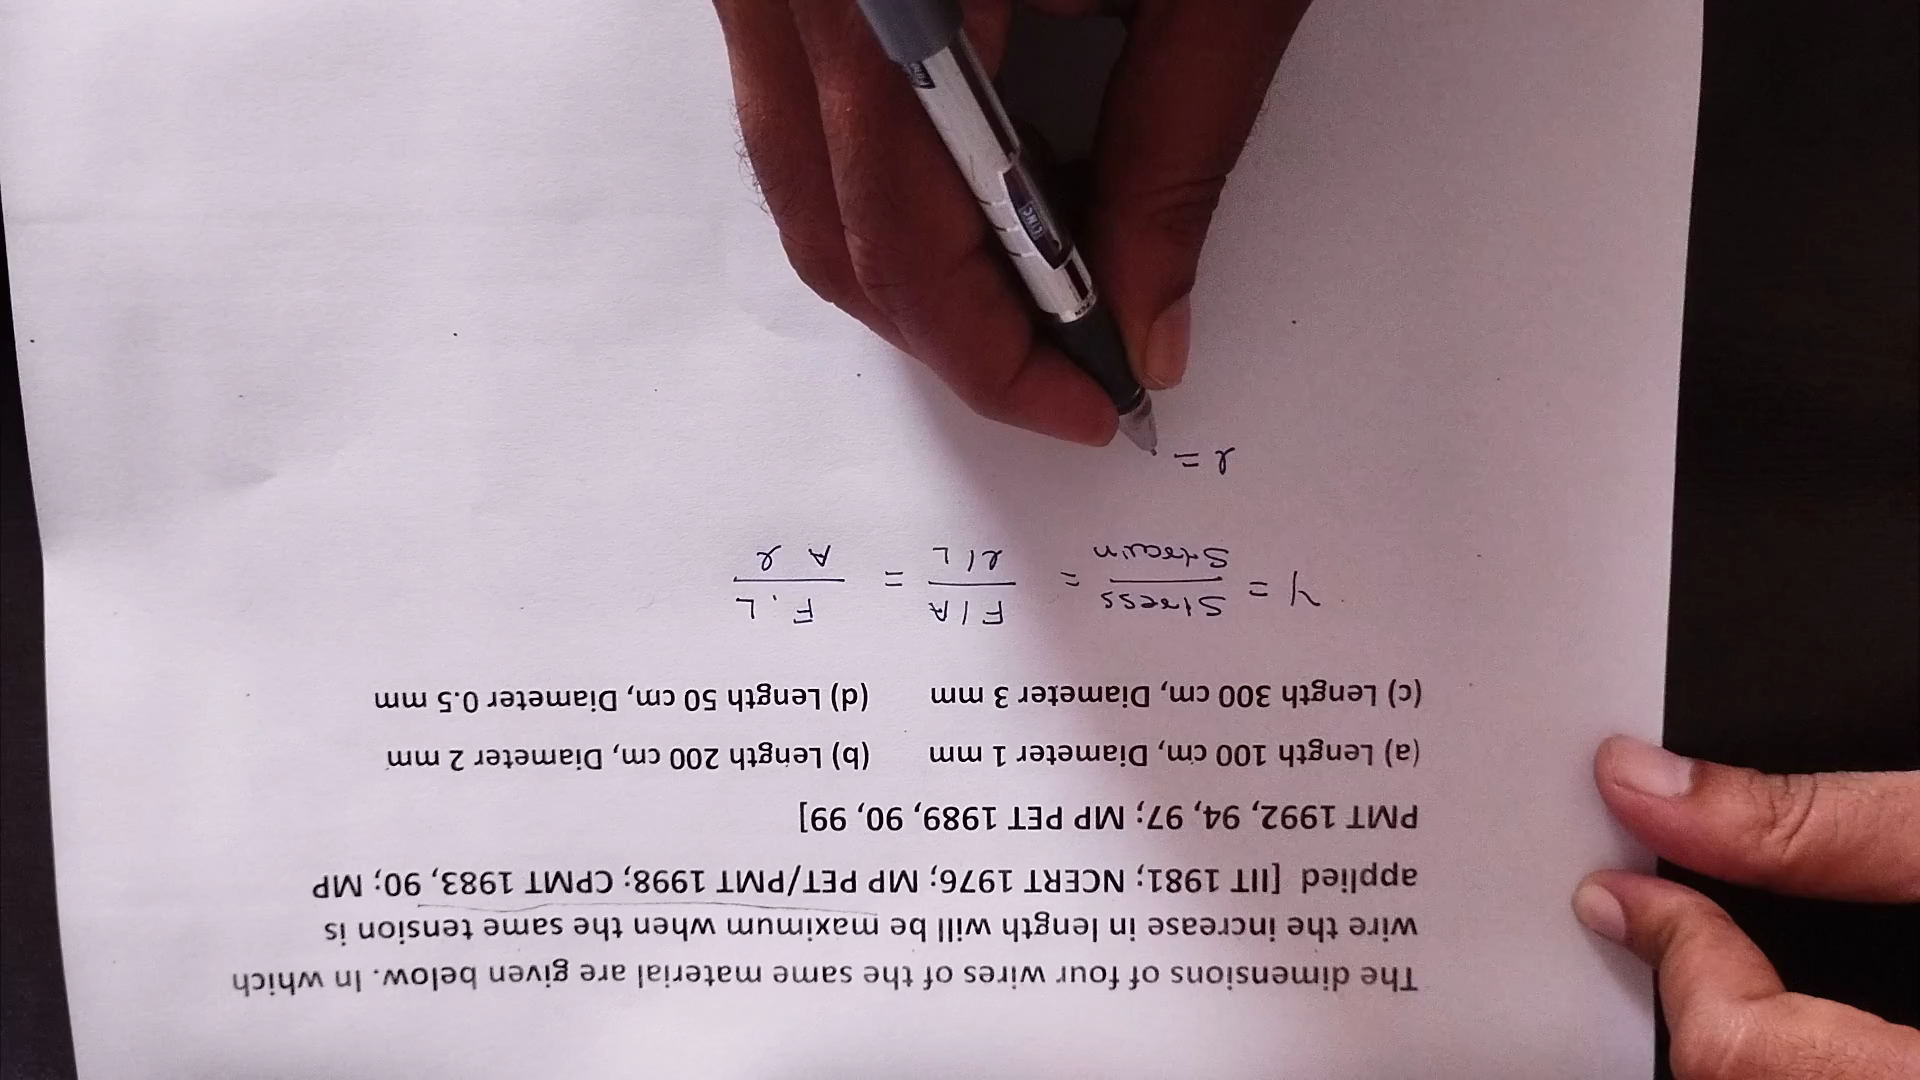 The dimensions of four wires of the same material are given below. In which
wire the increase in length will be maximum when the same tension is
applied [IIT 1981; NCERT 1976; MP PET/PMT 1998; CPMT 1983, 90; MP
PMT 1992, 94, 97; MP PET 1989, 90, 99]
(a) Length 100 cm, Diameter 1 mm (b) Length 200 cm, Diameter 2 mm
(c) Length 300 cm, Diameter 3 mm (d) Length 50 cm, Diameter 0.5 mm
Y = Stress / Strain = F/A / l/L = F.L / A l
l =
LINC
Fine